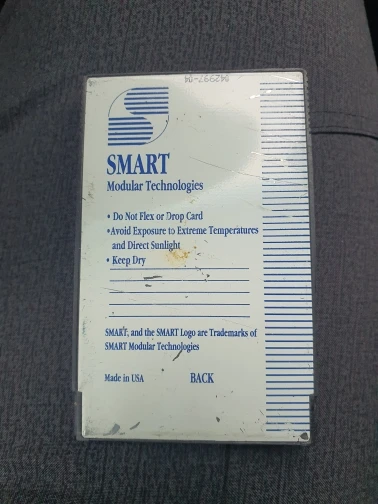 SMART
Modular Technologies
• Do Not Flex or Drop Card
•Avoid Exposure to Extreme Temperatures
and Direct Sunlight
• Keep Dry
SMART, and the SMART Logo are Trademarks of
SMART Modular Technologies
Made in USA BACK